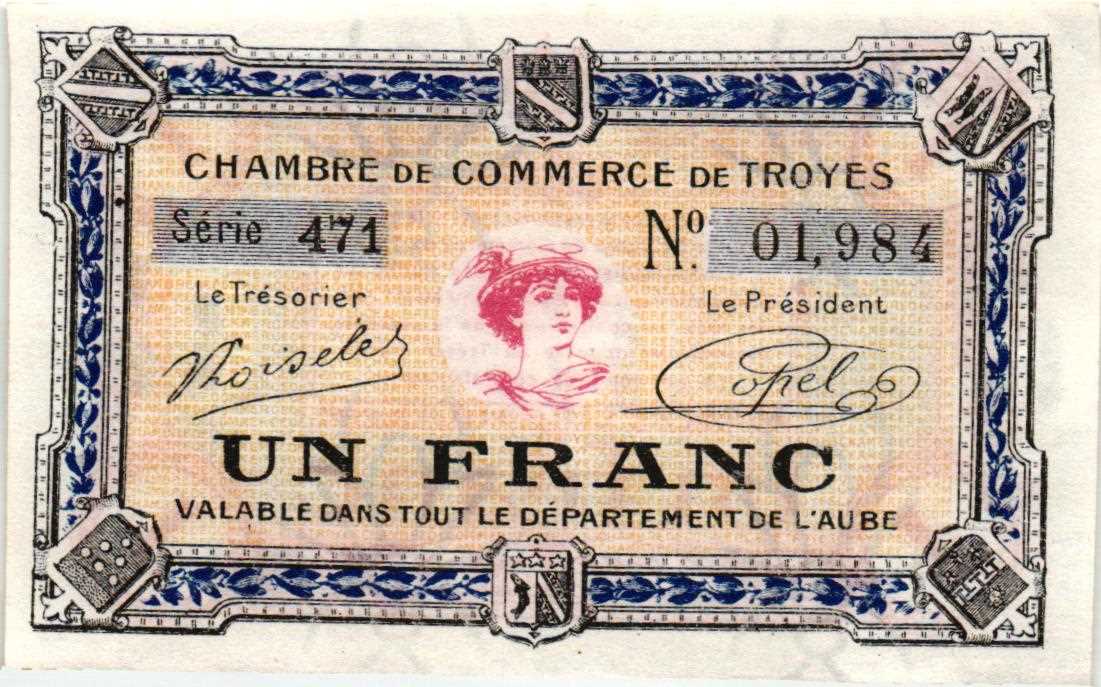 CHAMBRE DE COMMERCE DE TROYES
Série 471 Nº. 01,984
Le Trésorier Le Président
UN FRANC
VALABLE DANS TOUT LE DÉPARTEMENT DE L'AUBE